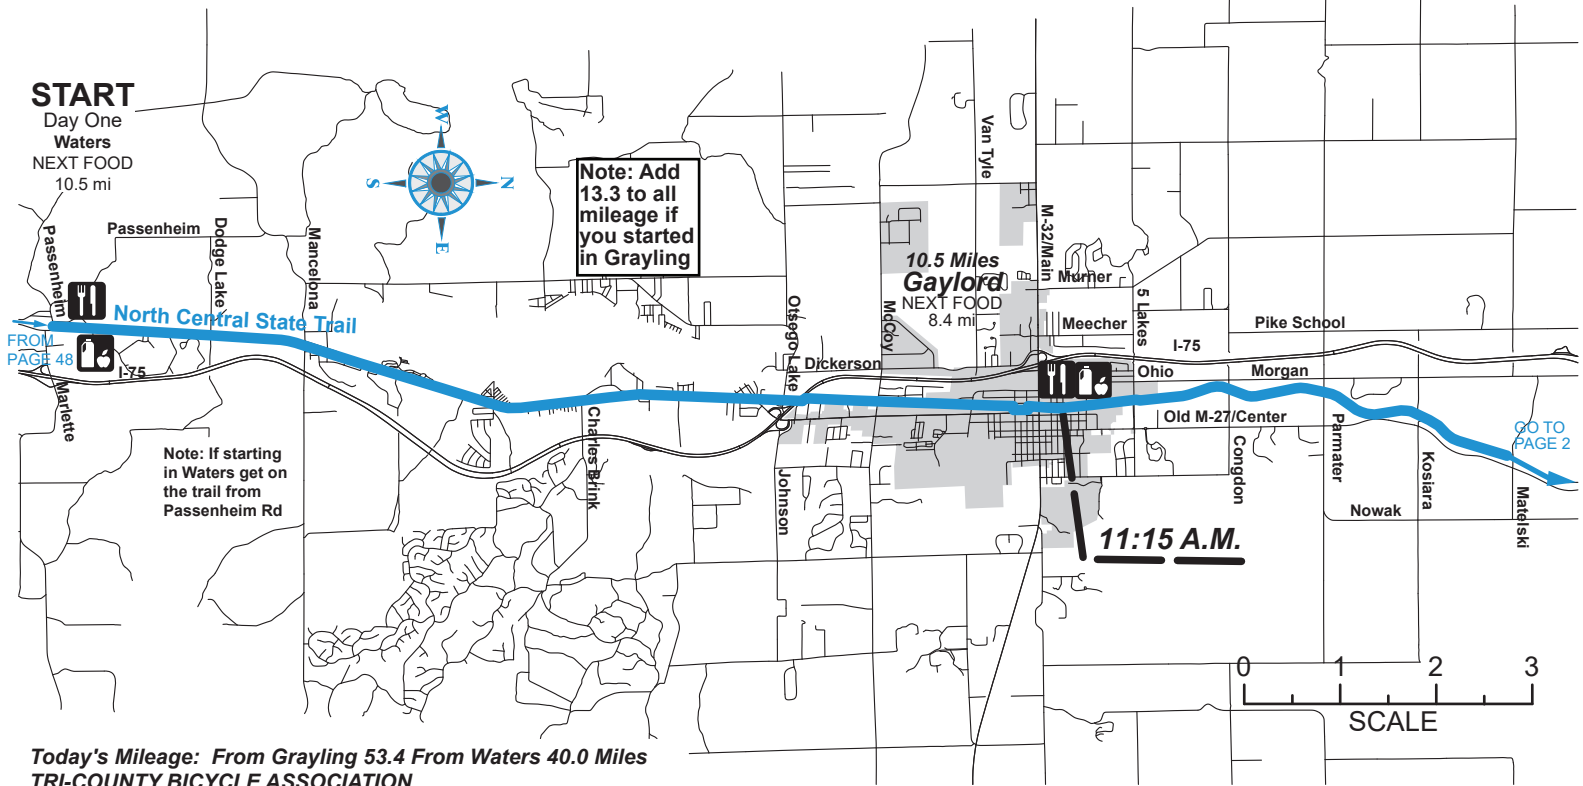 START
Day One
Waters
NEXT FOOD
10.5 mi
Passenheim
Passenheim
Dodge Lake
Mancelona
W
S
N
E
Note: Add
13.3 to all
mileage if
you started
in Grayling
Van Tyle
M-32/Main
10.5 Miles
Gaylord
NEXT FOOD
8.4 mi
Murner
Meecher
5 Lakes
Pike School
I-75
North Central State Trail
FROM
PAGE 48
I-75
Marlette
Otsego Lake
McCoy
Dickerson
Ohio
Morgan
Old M-27/Center
Charles Brink
Johnson
Congdon
Parmater
Kosiara
Matelski
GO TO
PAGE 2
Nowak
Note: If starting
in Waters get on
the trail from
Passenheim Rd
11:15 A.M.
0 1 2 3
SCALE
Today's Mileage: From Grayling 53.4 From Waters 40.0 Miles
TRI-COUNTY BICYCLE ASSOCIATION